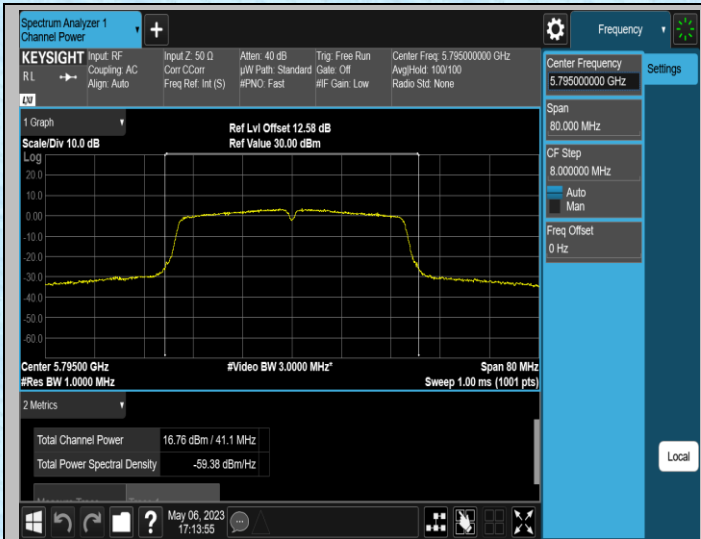 Spectrum Analyzer 1
Channel Power
Frequency
KEYSIGHT
R L
LXI
Input: RF
Coupling: AC
Align: Auto
Input Z: 50 Ω
Corr CCorr
Freq Ref: Int (S)
Atten: 40 dB
µW Path: Standard
#PNO: Fast
Trig: Free Run
Gate: Off
#IF Gain: Low
Center Freq: 5.795000000 GHz
Avg|Hold: 100/100
Radio Std: None
Center Frequency
5.795000000 GHz
Settings
Span
80.000 MHz
CF Step
8.000000 MHz
Auto
Man
Freq Offset
0 Hz
1 Graph
Scale/Div 10.0 dB
Ref Lvl Offset 12.58 dB
Ref Value 30.00 dBm
Log
20.0
10.0
0.00
-10.0
-20.0
-30.0
-40.0
-50.0
-60.0
Center 5.79500 GHz
#Video BW 3.0000 MHz*
Span 80 MHz
#Res BW 1.0000 MHz
Sweep 1.00 ms (1001 pts)
2 Metrics
Total Channel Power 16.76 dBm / 41.1 MHz
Total Power Spectral Density -59.38 dBm/Hz
Local
?
May 06, 2023
17:13:55